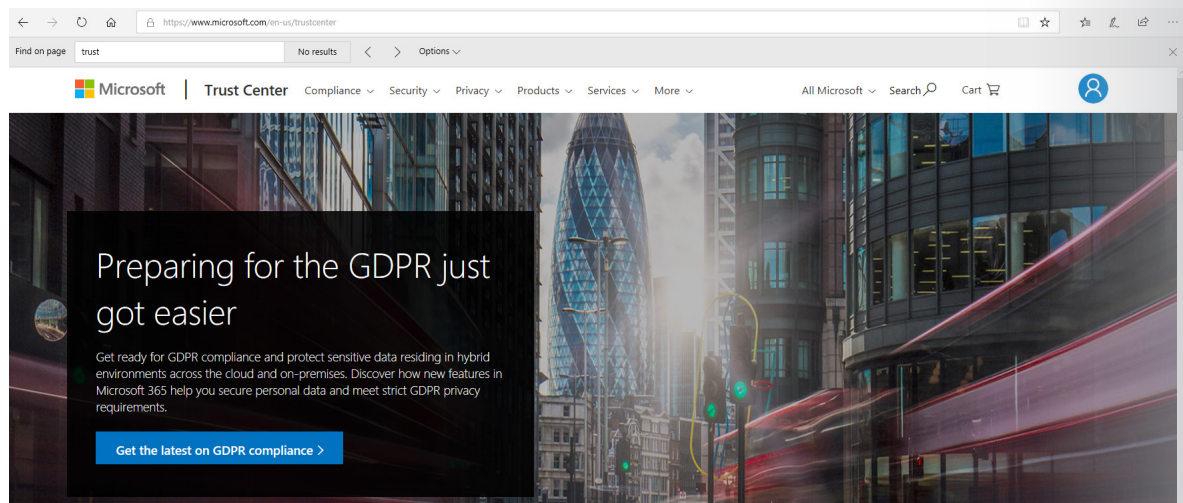 https://www.microsoft.com/en-us/trustcenter
Find on page trust No results Options
Microsoft Trust Center Compliance Security Privacy Products Services More All Microsoft Search Cart
Preparing for the GDPR just
got easier
Get ready for GDPR compliance and protect sensitive data residing in hybrid
environments across the cloud and on-premises. Discover how new features in
Microsoft 365 help you secure personal data and meet strict GDPR privacy
requirements.
Get the latest on GDPR compliance >